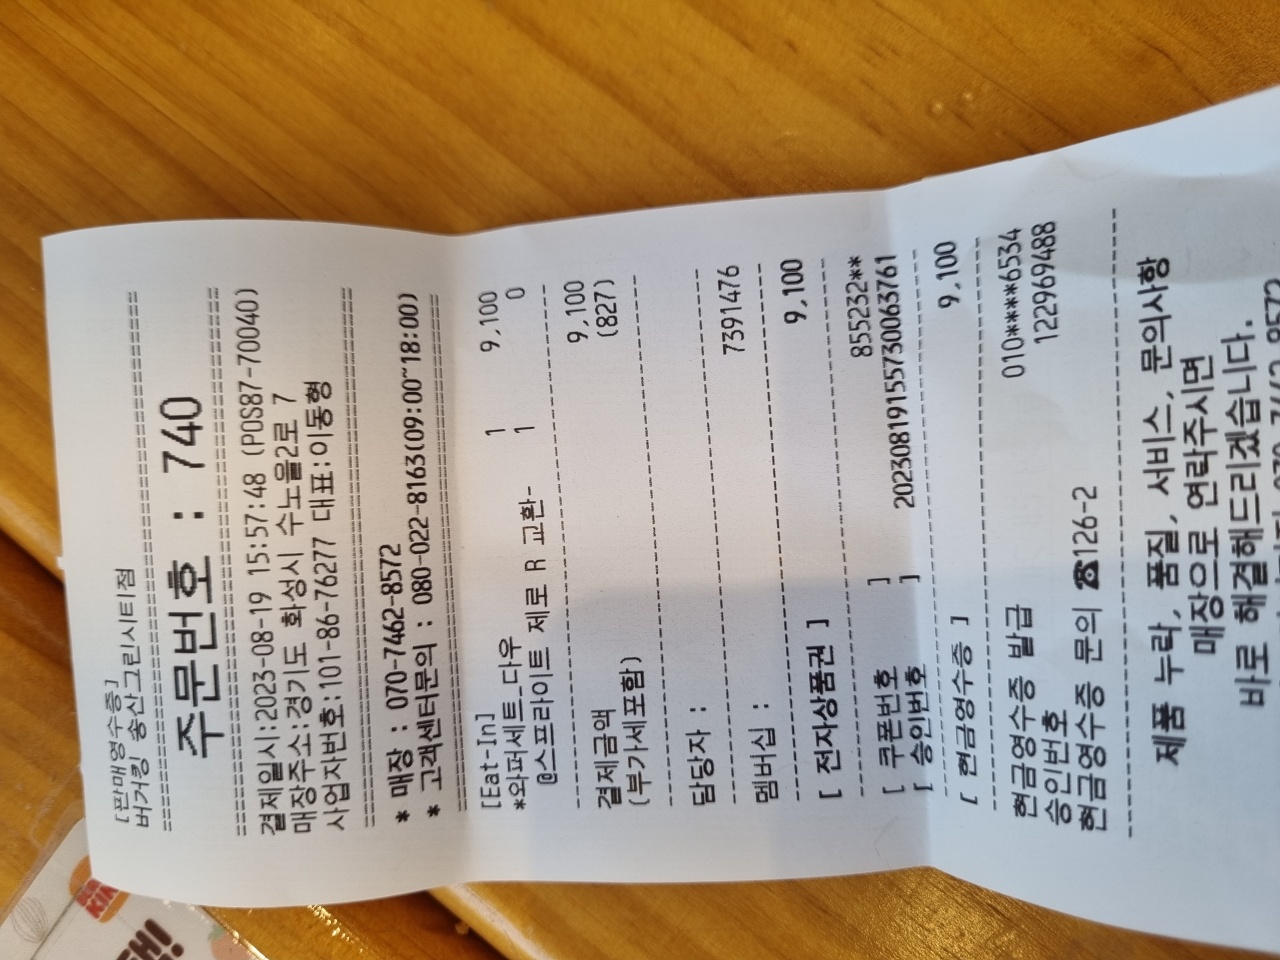 [판매영수증]
버거킹 송산그린시티점
================================
주문번호 : 740
================================
결제일시:2023-08-19 15:57:48 (POS87-70040)
매장주소:경기도 화성시 수노을2로 7
사업자번호:101-86-76277 대표:이동형
================================
* 매장 : 070-7462-8572
* 고객센터문의 : 080-022-8163(09:00~18:00)
================================
[Eat-In]
*와퍼세트_다우 1 9,100
@스프라이트 제로 R 교환- 1 0
--------------------------------
결제금액 9,100
(부가세포함) (827)
--------------------------------
담당자 : 7391476
--------------------------------
멤버십 :
--------------------------------
[ 전자상품권 ] 9,100
--------------------------------
[ 쿠폰번호 ] 855232**
[ 승인번호 ] 20230819155730063761
--------------------------------
[ 현금영수증 ] 9,100
--------------------------------
현금영수증 발급 010****6534
승인번호 122969488
현금영수증 문의 ☎126-2
--------------------------------
제품 누락, 품질, 서비스, 문의사항
매장으로 연락주시면
바로 해결해드리겠습니다.